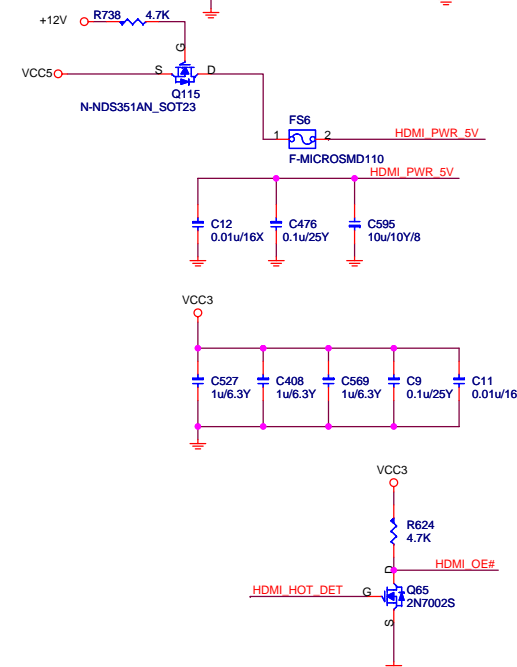 R738 4.7K
+12V
G
VCC5 S D
Q115
N-NDS351AN_SOT23
FS6
1 2 HDMI_PWR_5V
F-MICROSMD110
HDMI_PWR_5V
C12 C476 C595
0.01u/16X 0.1u/25Y 10u/10Y/8
VCC3
C527 C408 C569 C9 C11
1u/6.3Y 1u/6.3Y 1u/6.3Y 0.1u/25Y 0.01u/16
VCC3
R624
4.7K
D HDMI_OE#
HDMI_HOT_DET G Q65
2N7002S
S